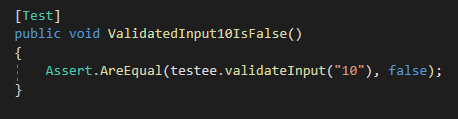 [Test]
public void ValidatedInput10IsFalse()
{
Assert.AreEqual(testee.validateInput("10"), false);
}